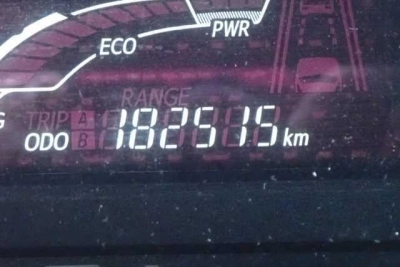 ECO PWR
RANGE
TRIP A
ODO B 182515 km